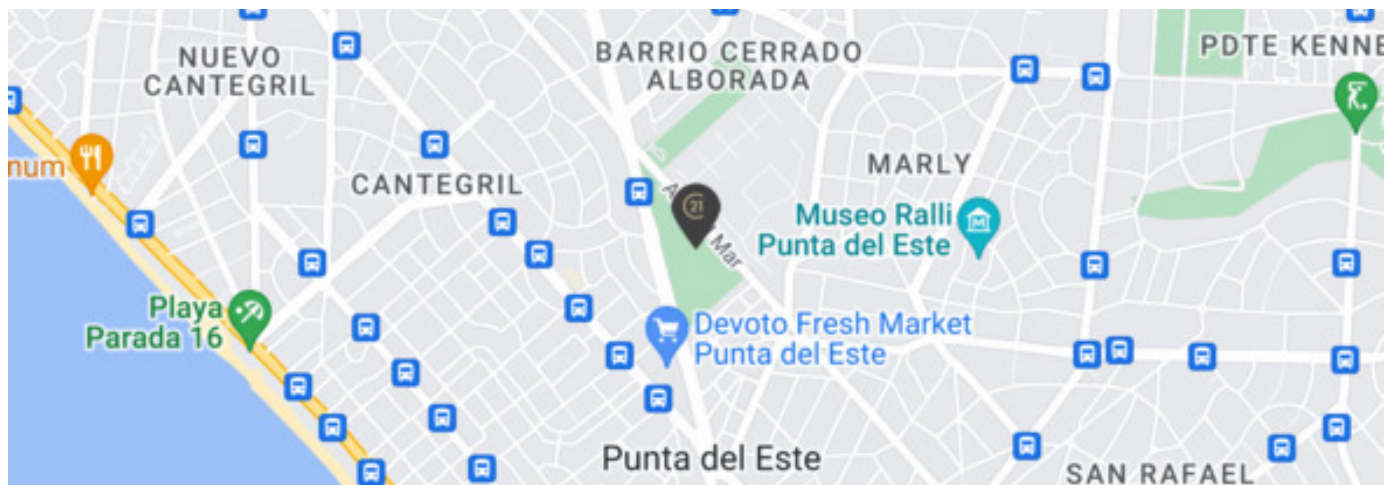 NUEVO
CANTEGRIL
BARRIO CERRADO
ALBORADA
PDTE KENNE
num
CANTEGRIL
MARLY
21
Mar
Museo Ralli
Punta del Este
Playa
Parada 16
Devoto Fresh Market
Punta del Este
Punta del Este
SAN RAFAEL